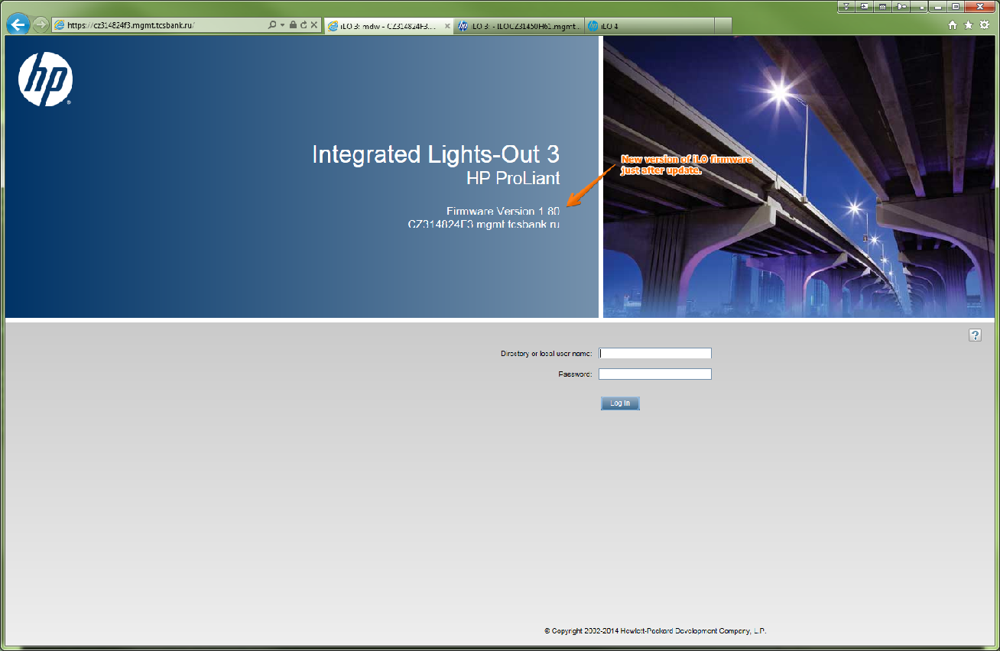 https://cz314824f3.mgmt.tcsbank.ru/
iLO 3: mdw - CZ314824F3....
iLO 3: - ILOCZ31450H61.mgmt...
iLO 4
hp
Integrated Lights-Out 3
HP ProLiant
Firmware Version 1.80
CZ314824F3.mgmt.tcsbank.ru
New version of iLO firmware
just after update.
?
Directory or local user name:
Password:
Log In
© Copyright 2002-2014 Hewlett-Packard Development Company, L.P.